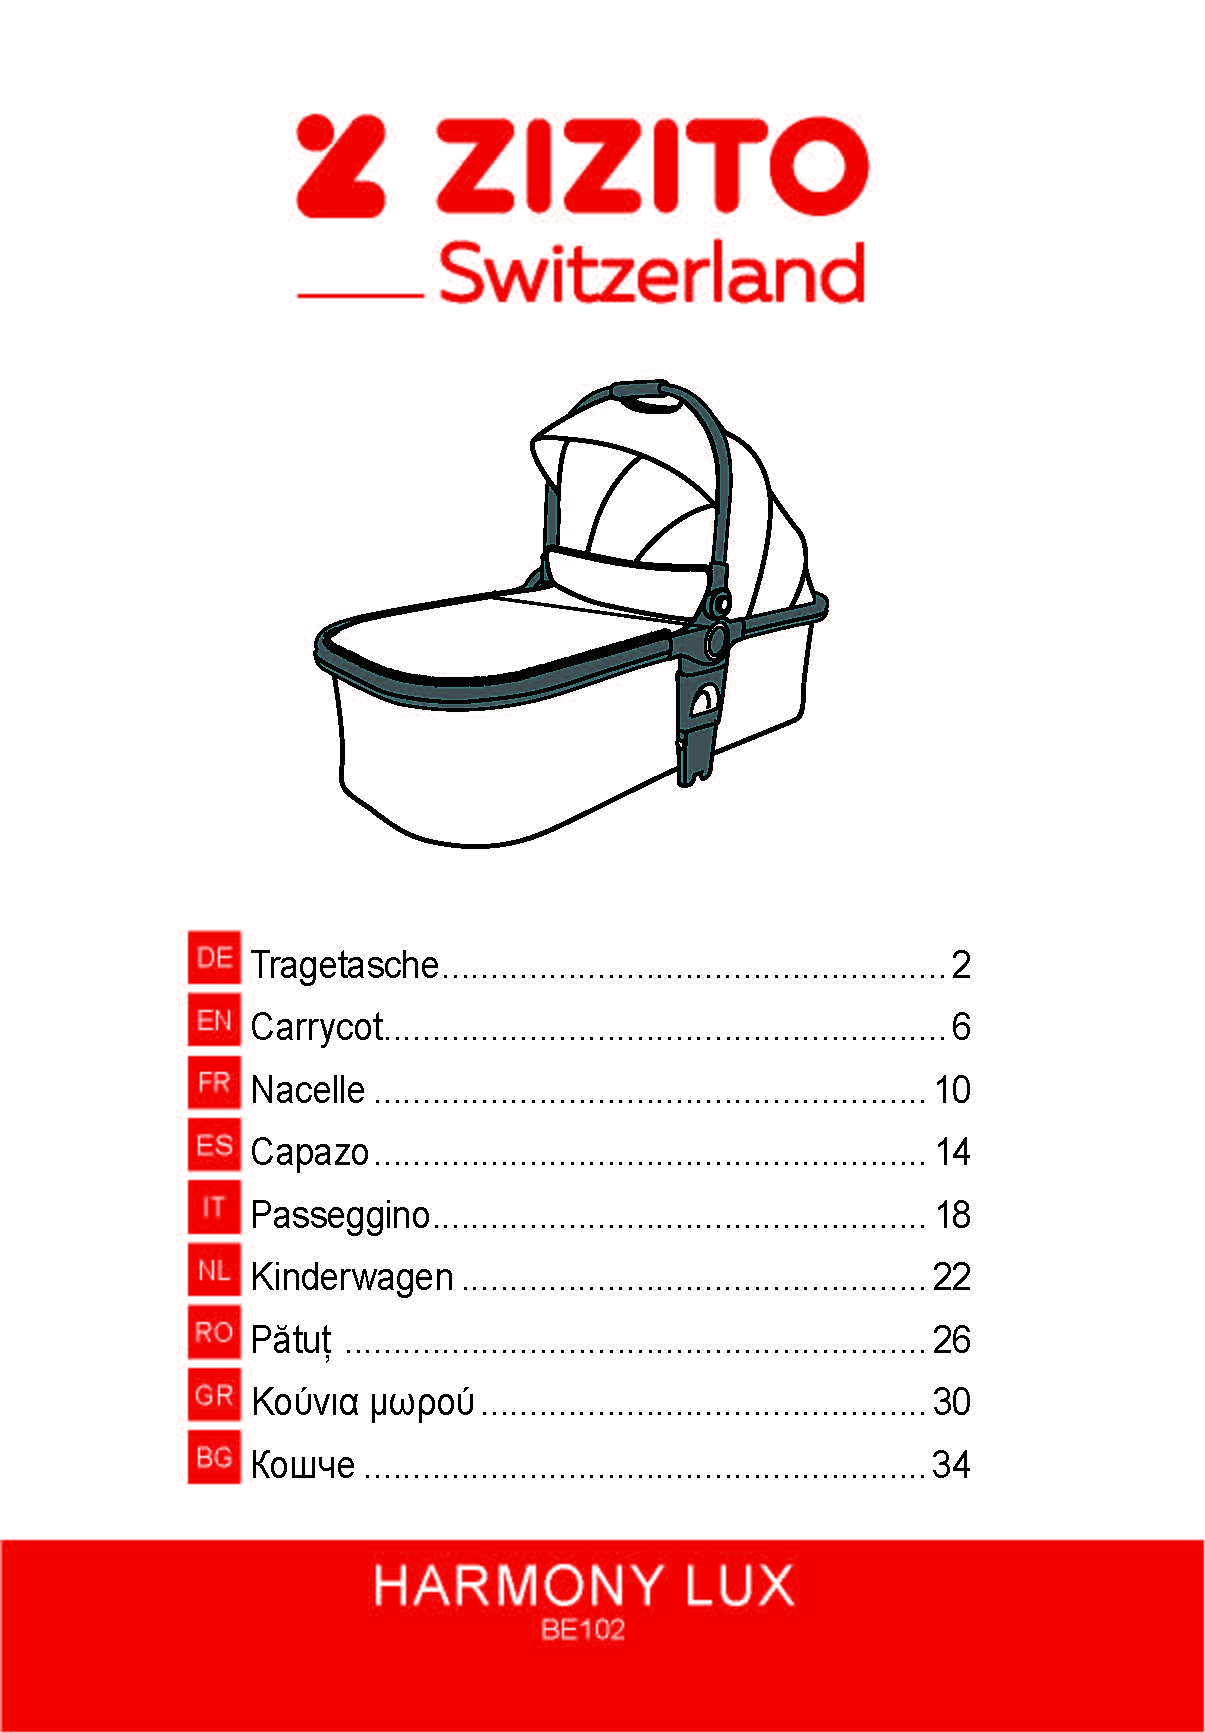 ZIZITO
Switzerland
DE Tragetasche.................................................... 2
EN Carrycot.......................................................... 6
FR Nacelle ......................................................... 10
ES Capazo ......................................................... 14
IT Passeggino................................................... 18
NL Kinderwagen ................................................ 22
RO Pătuț ............................................................ 26
GR Κούνια μωρού .............................................. 30
BG Кошче .......................................................... 34
HARMONY LUX
BE102